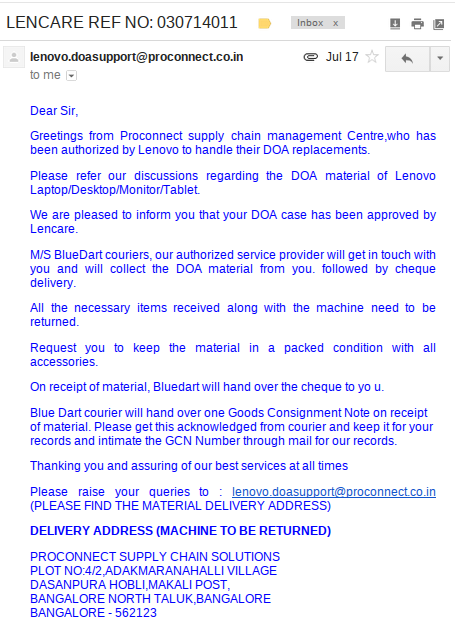 LENCARE REF NO: 030714011
Inbox x
lenovo.doasupport@proconnect.co.in
Jul 17
to me
Dear Sir,
Greetings from Proconnect supply chain management Centre,who has
been authorized by Lenovo to handle their DOA replacements.
Please refer our discussions regarding the DOA material of Lenovo
Laptop/Desktop/Monitor/Tablet.
We are pleased to inform you that your DOA case has been approved by
Lencare.
M/S BlueDart couriers, our authorized service provider will get in touch with
you and will collect the DOA material from you. followed by cheque
delivery.
All the necessary items received along with the machine need to be
returned.
Request you to keep the material in a packed condition with all
accessories.
On receipt of material, Bluedart will hand over the cheque to yo u.
Blue Dart courier will hand over one Goods Consignment Note on receipt
of material. Please get this acknowledged from courier and keep it for your
records and intimate the GCN Number through mail for our records.
Thanking you and assuring of our best services at all times
Please raise your queries to : lenovo.doasupport@proconnect.co.in
(PLEASE FIND THE MATERIAL DELIVERY ADDRESS)
DELIVERY ADDRESS (MACHINE TO BE RETURNED)
PROCONNECT SUPPLY CHAIN SOLUTIONS
PLOT NO:4/2,ADAKMARANAHALLI VILLAGE
DASANPURA HOBLI,MAKALI POST,
BANGALORE NORTH TALUK,BANGALORE
BANGALORE - 562123